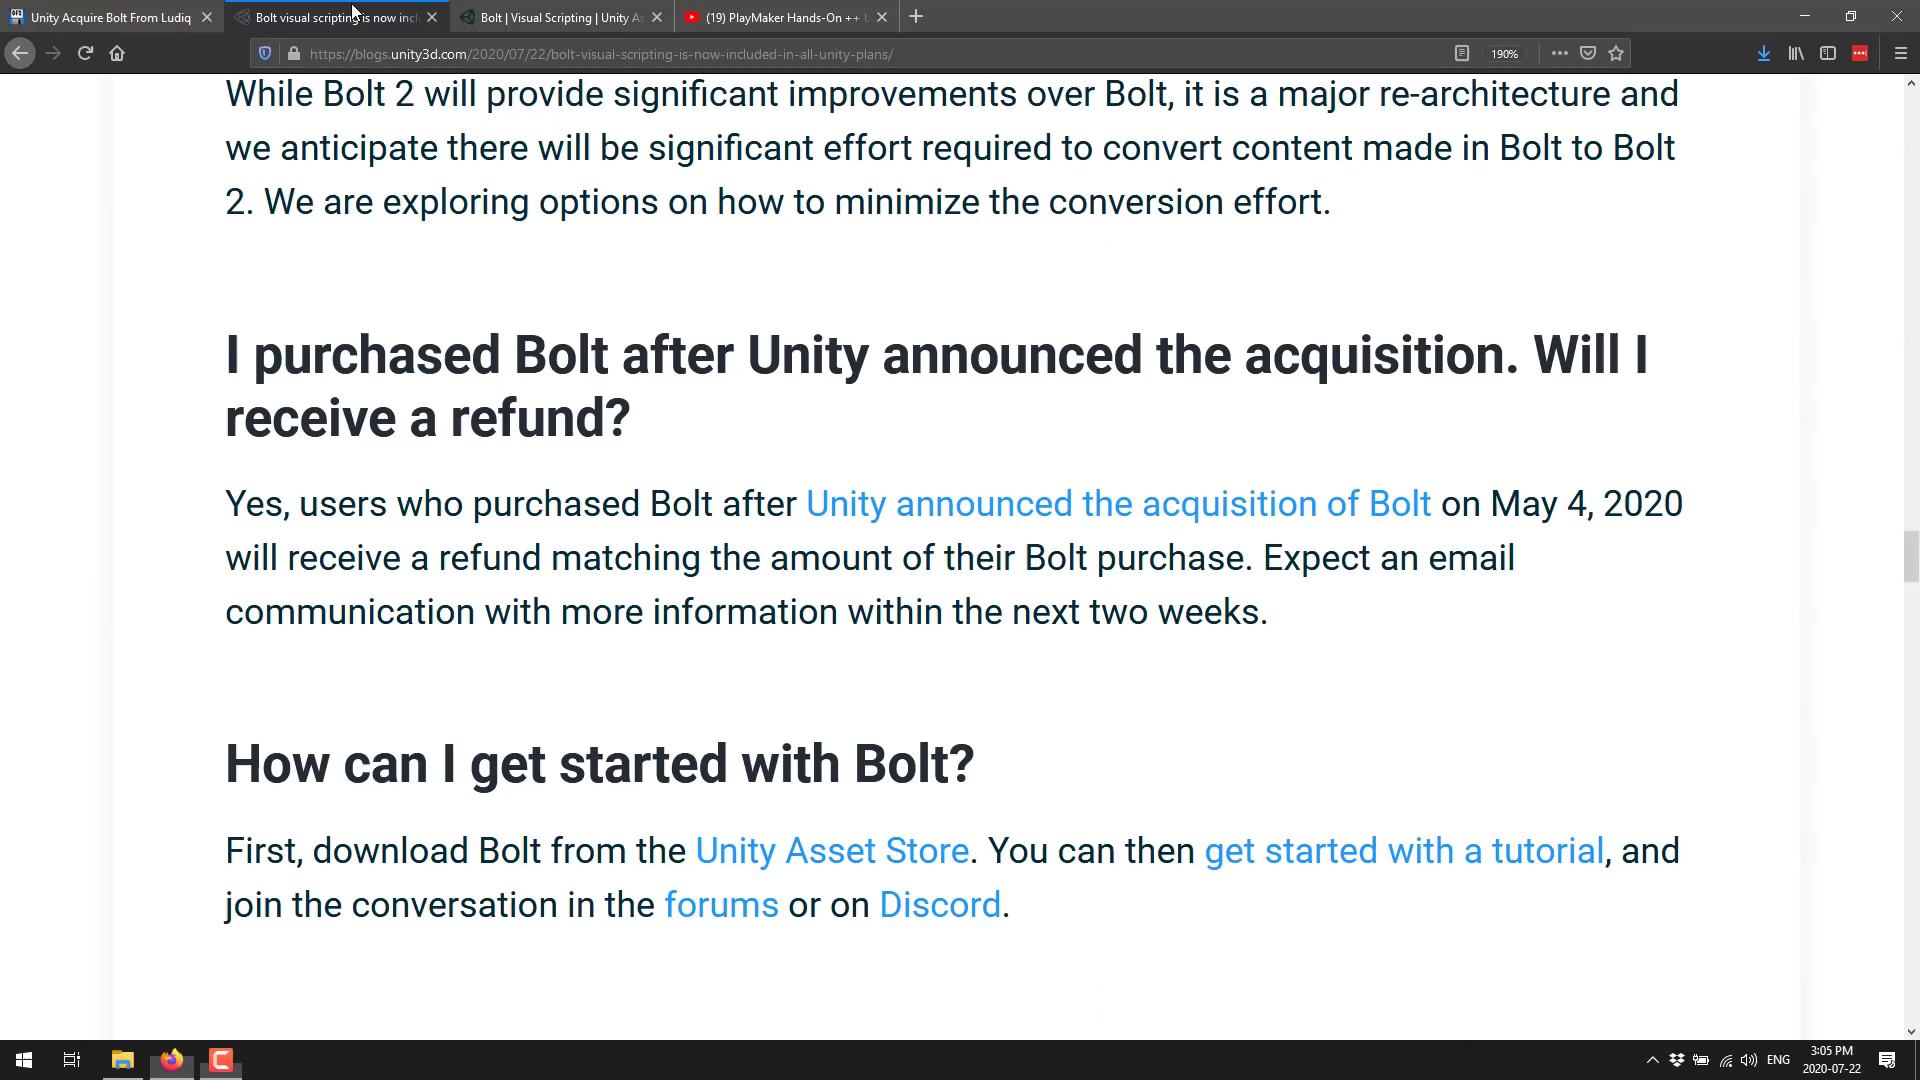 Unity Acquire Bolt From Ludiq
Bolt visual scripting is now incl
Bolt | Visual Scripting | Unity As
(19) PlayMaker Hands-On ++ U
https://blogs.unity3d.com/2020/07/22/bolt-visual-scripting-is-now-included-in-all-unity-plans/
190%
While Bolt 2 will provide significant improvements over Bolt, it is a major re-architecture and
we anticipate there will be significant effort required to convert content made in Bolt to Bolt
2. We are exploring options on how to minimize the conversion effort.
I purchased Bolt after Unity announced the acquisition. Will I
receive a refund?
Yes, users who purchased Bolt after Unity announced the acquisition of Bolt on May 4, 2020
will receive a refund matching the amount of their Bolt purchase. Expect an email
communication with more information within the next two weeks.
How can I get started with Bolt?
First, download Bolt from the Unity Asset Store. You can then get started with a tutorial, and
join the conversation in the forums or on Discord.
ENG
3:05 PM
2020-07-22